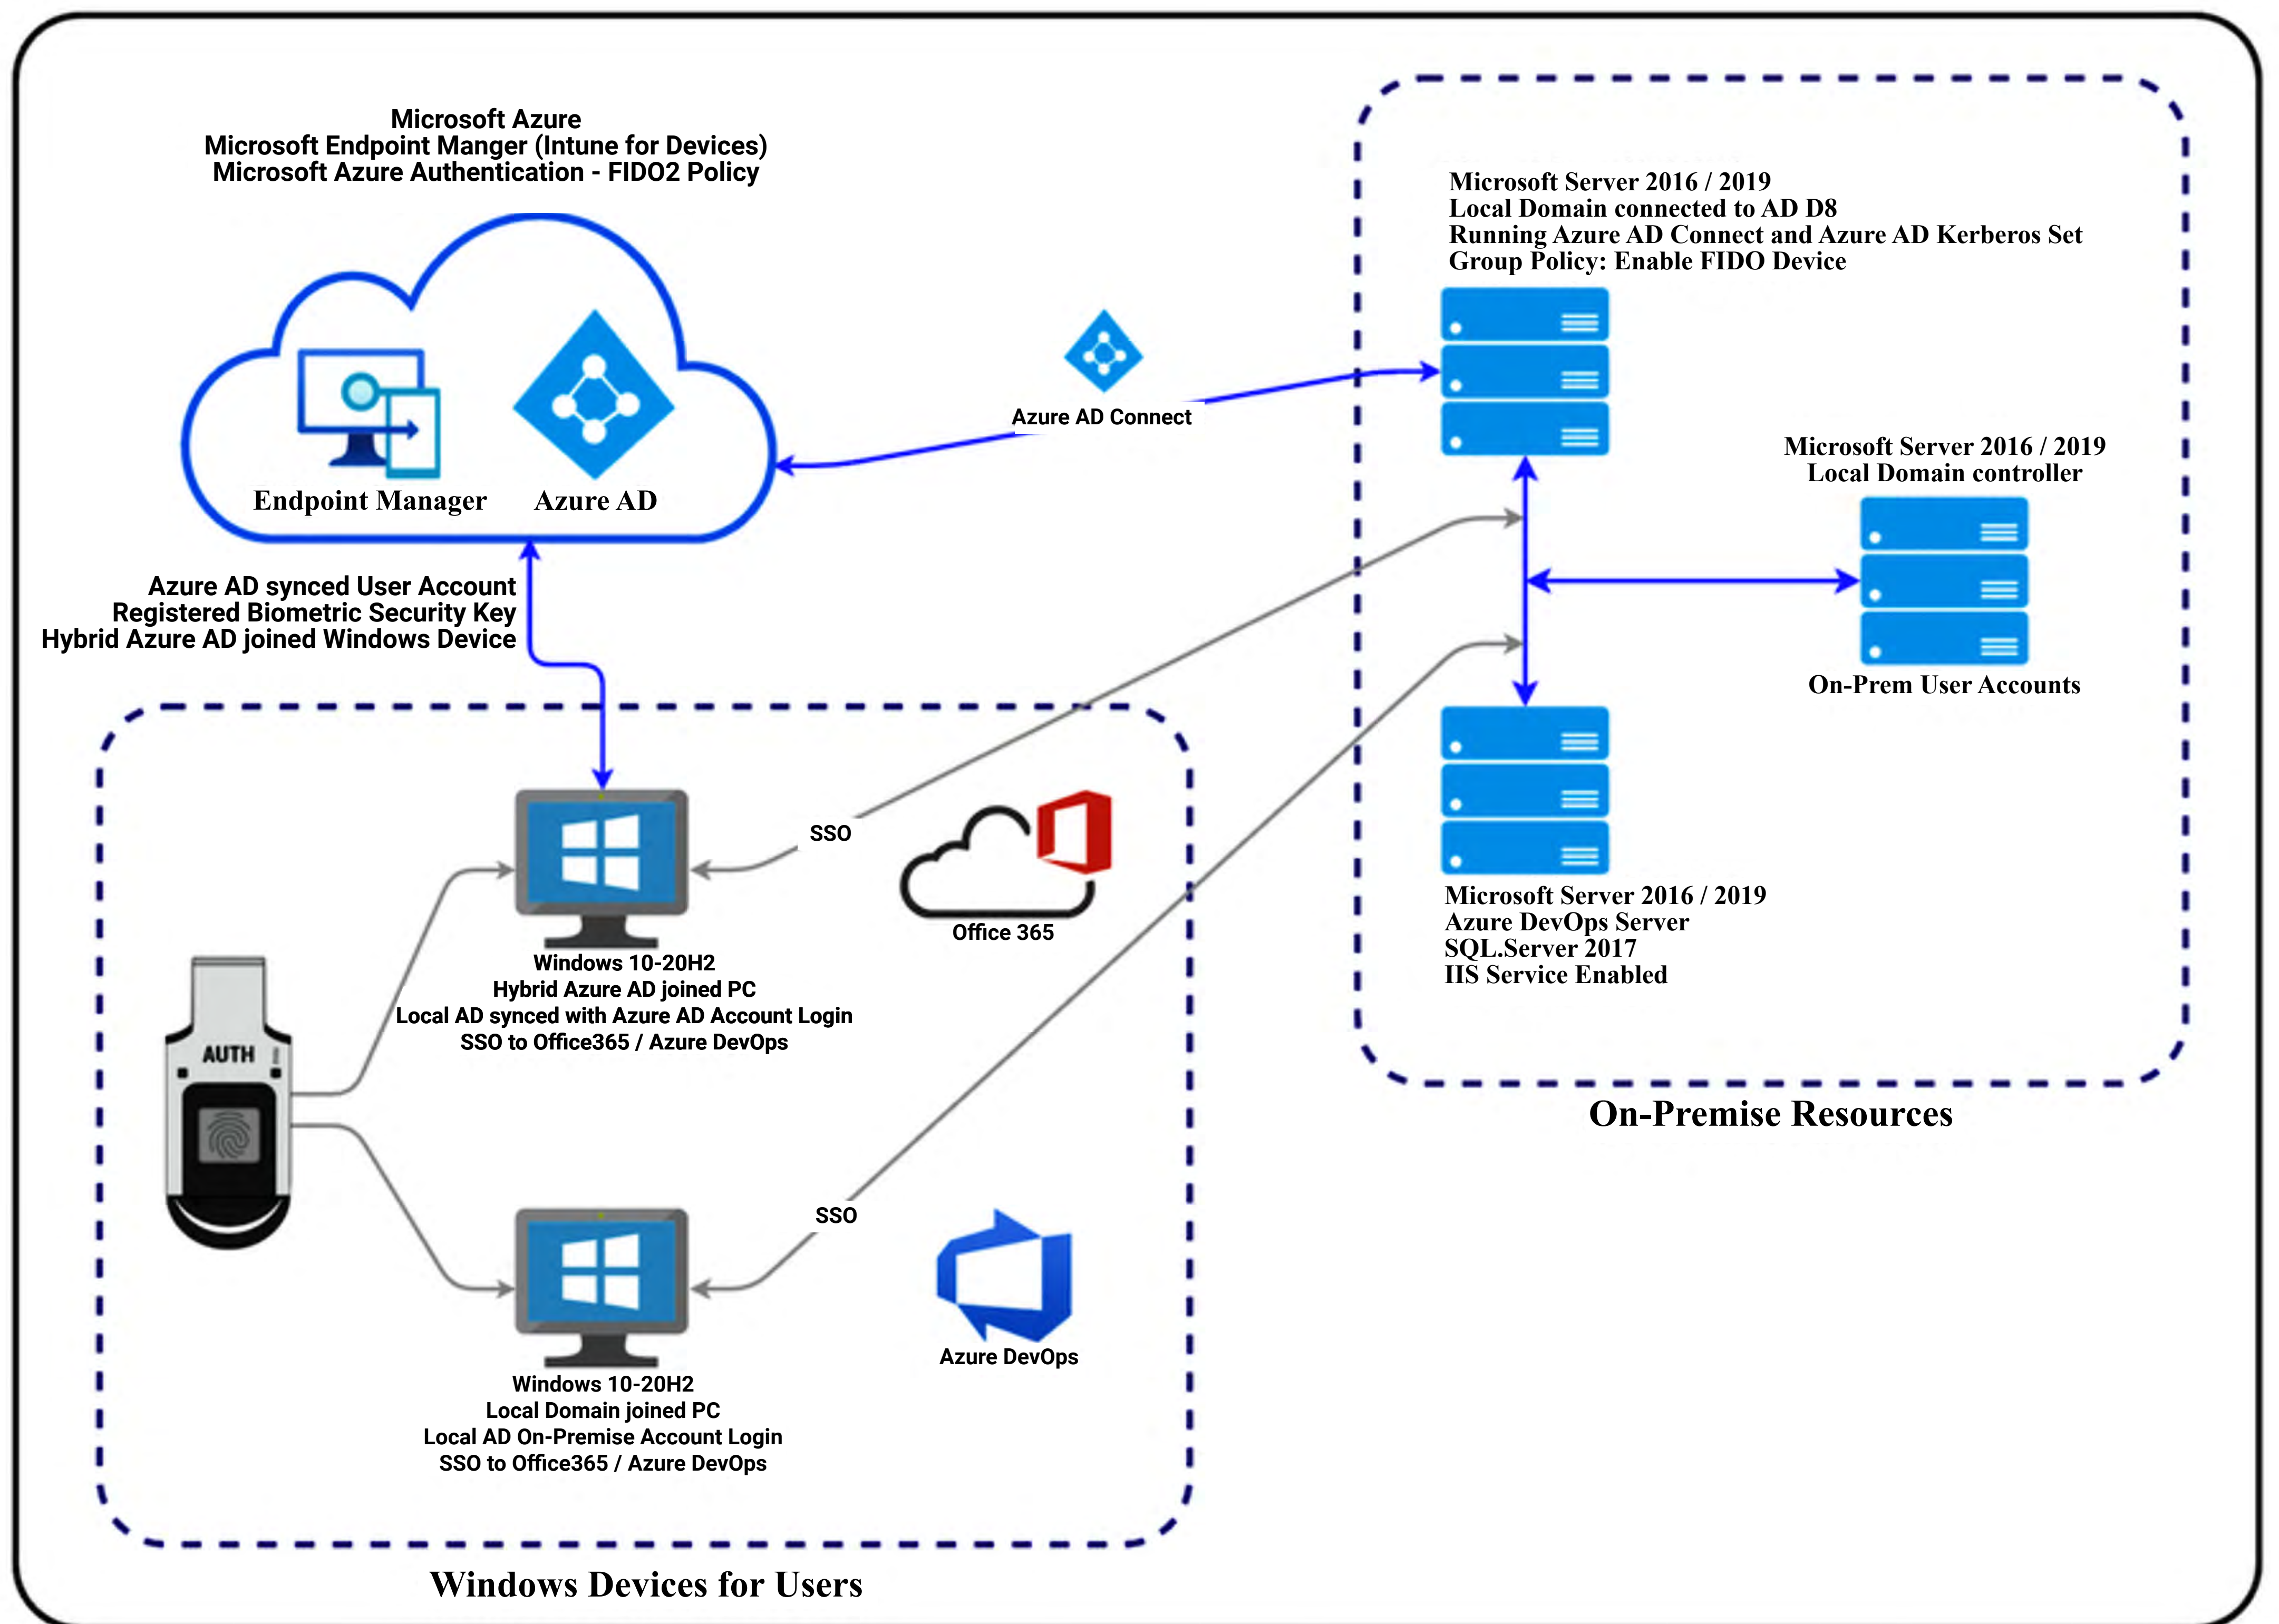 Microsoft Azure
Microsoft Endpoint Manger (Intune for Devices)
Microsoft Azure Authentication - FIDO2 Policy
Endpoint Manager
Azure AD
Azure AD Connect
Microsoft Server 2016 / 2019
Local Domain connected to AD D8
Running Azure AD Connect and Azure AD Kerberos Set
Group Policy: Enable FIDO Device
Microsoft Server 2016 / 2019
Local Domain controller
On-Prem User Accounts
Azure AD synced User Account
Registered Biometric Security Key
Hybrid Azure AD joined Windows Device
SSO
Office 365
Windows 10-20H2
Hybrid Azure AD joined PC
Local AD synced with Azure AD Account Login
SSO to Office365 / Azure DevOps
Microsoft Server 2016 / 2019
Azure DevOps Server
SQL.Server 2017
IIS Service Enabled
On-Premise Resources
AUTH
SSO
Azure DevOps
Windows 10-20H2
Local Domain joined PC
Local AD On-Premise Account Login
SSO to Office365 / Azure DevOps
Windows Devices for Users